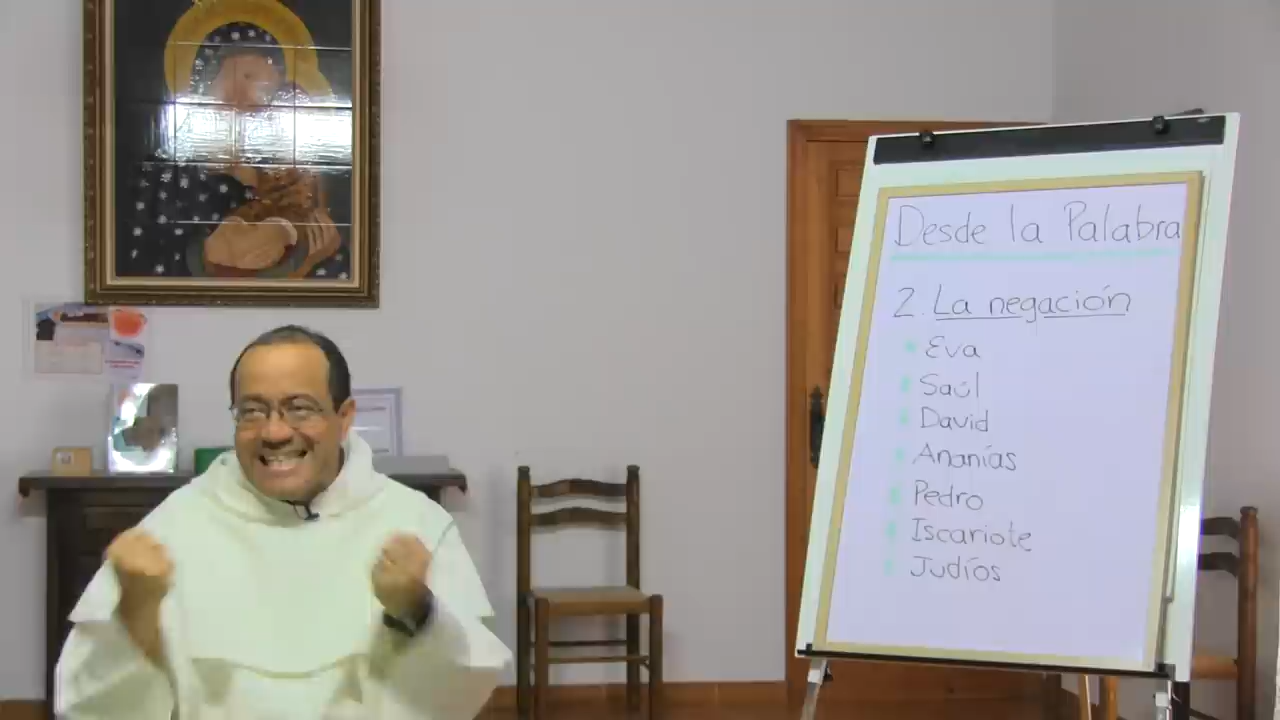 Desde la Palabra
2. La negación
Eva
Saúl
David
Ananías
Pedro
Iscariote
Judíos